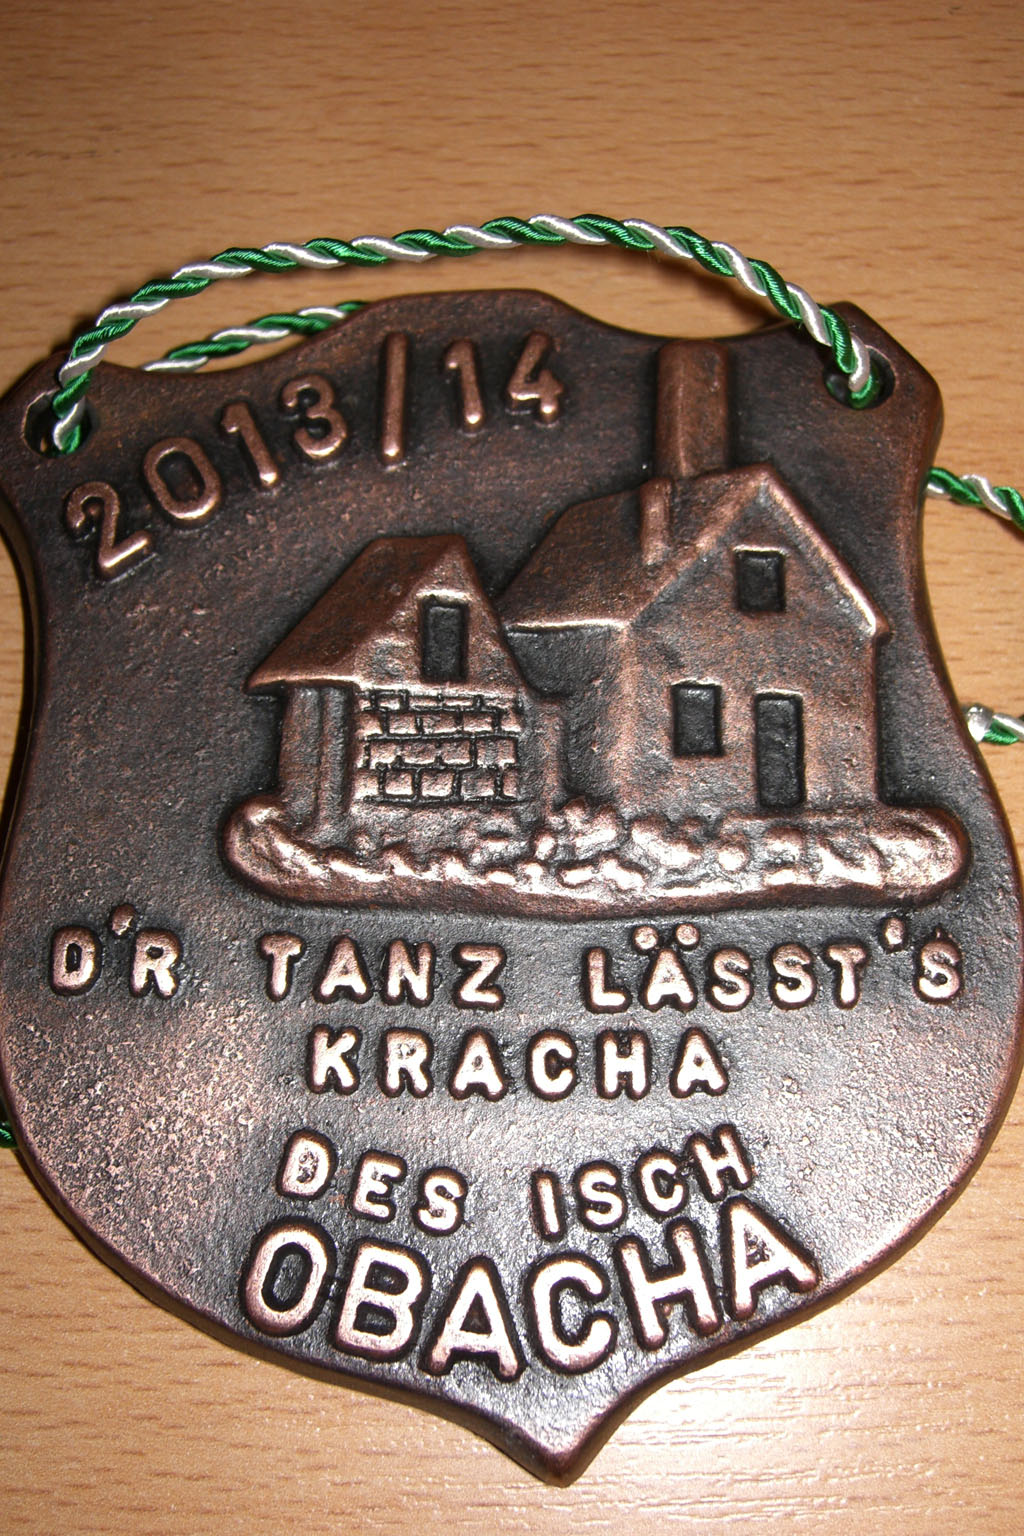 2013/14
D'R TANZ LÄSST'S
KRACHA
DES ISCH
OBACHA